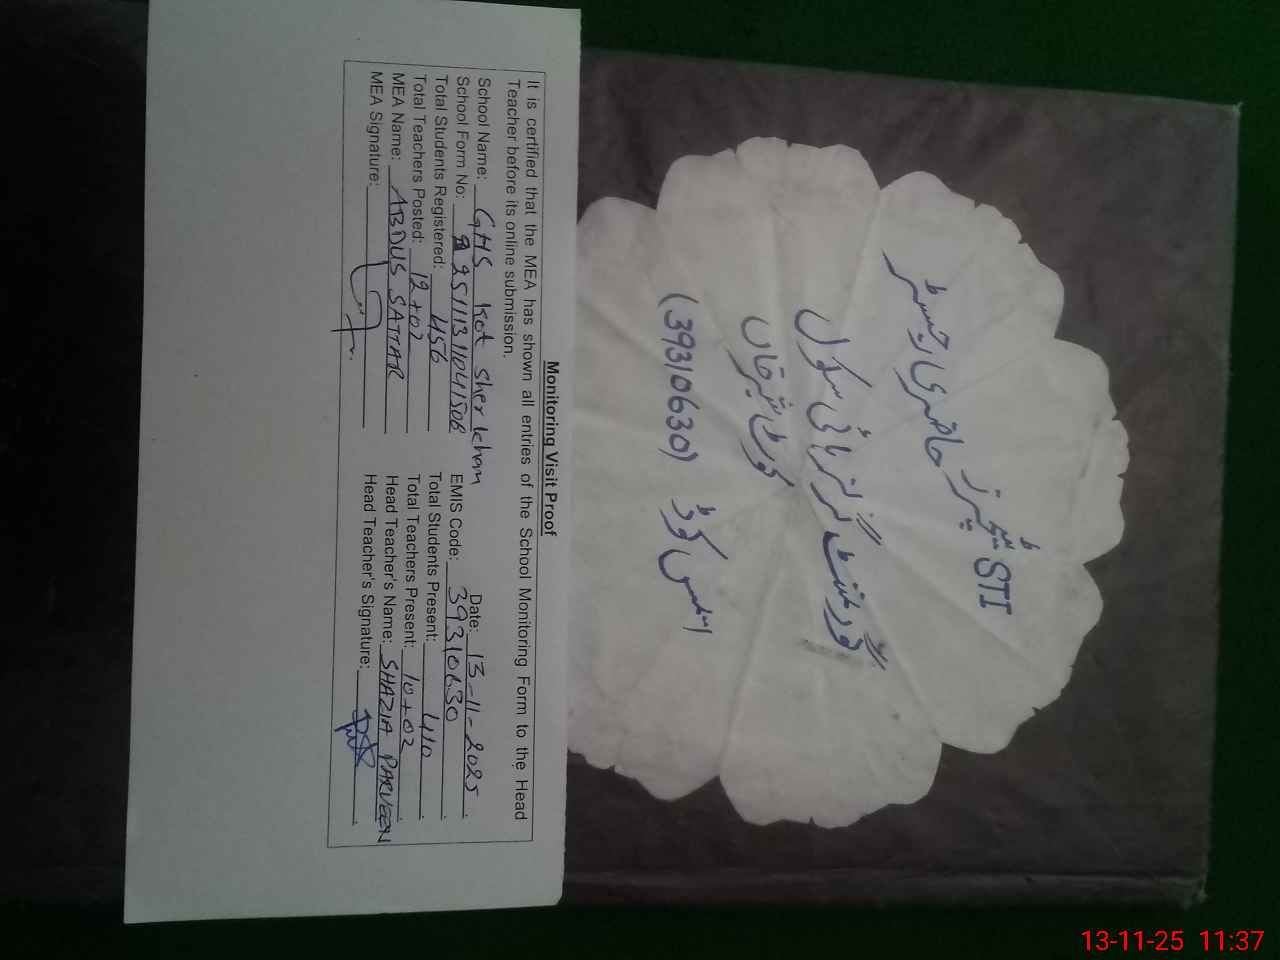 Monitoring Visit Proof
It is certified that the MEA has shown all entries of the School Monitoring Form to the Head
Teacher before its online submission.
School Name: GHS Kot Sher Khan Date: 13-11-2025
School Form No: EMIS Code: 39310630
Total Students Registered: 456 Total Students Present: 410
Total Teachers Posted: 12+02 Total Teachers Present: 10+02
MEA Name: ABDUS SATTAR Head Teacher's Name: SHAZIA PARVEEN
MEA Signature: Head Teacher's Signature:
STI ٹیچرز حاضری رجسٹر
گورنمنٹ گرلز ہائی سکول
کوٹ شیر خاں
ایمس کوڈ (39310630)
13-11-25 11:37